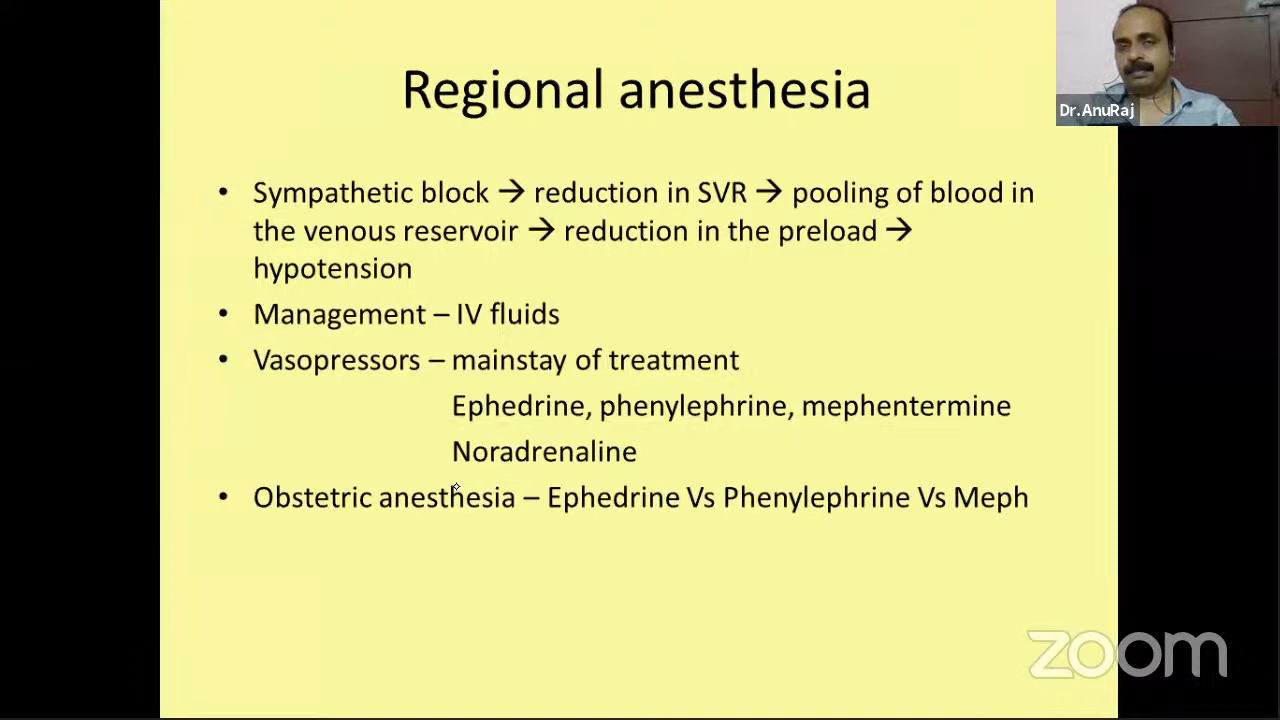 Regional anesthesia
Dr.AnuRaj
• Sympathetic block → reduction in SVR → pooling of blood in
the venous reservoir → reduction in the preload →
hypotension
• Management – IV fluids
• Vasopressors – mainstay of treatment
Ephedrine, phenylephrine, mephentermine
Noradrenaline
• Obstetric anesthesia – Ephedrine Vs Phenylephrine Vs Meph
zoom